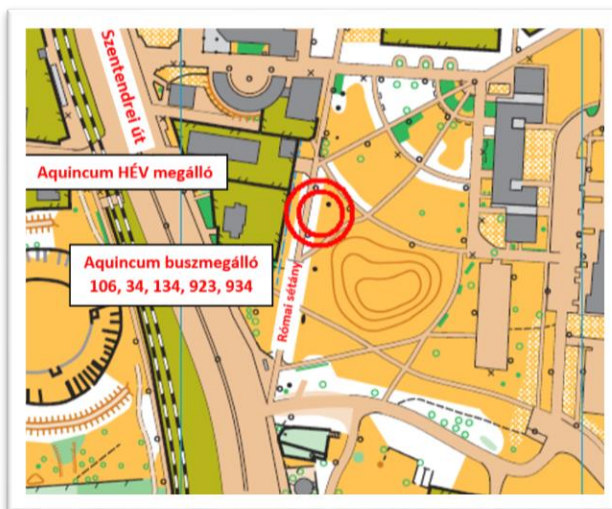 Szentendrei út
Aquincum HÉV megálló
Aquincum buszmegálló
106, 34, 134, 923, 934
Római sétány